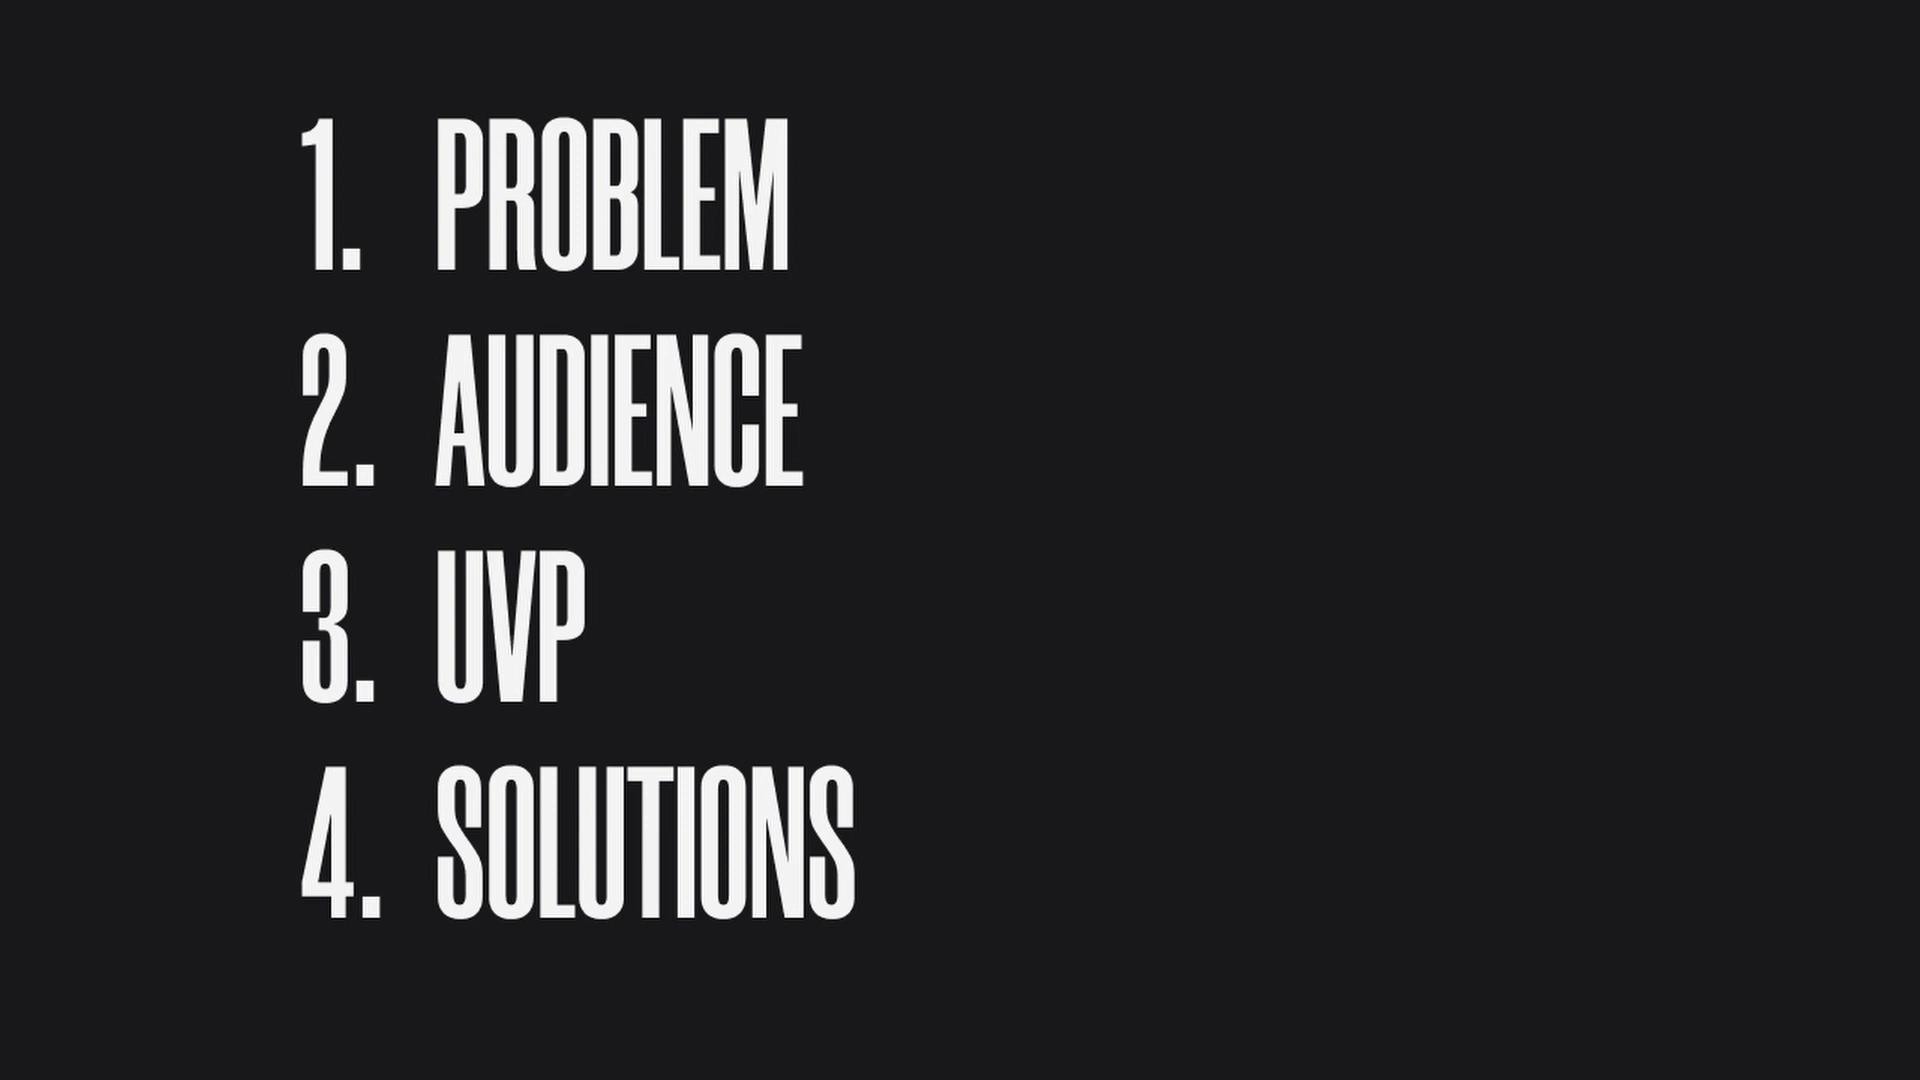 1. PROBLEM
2. AUDIENCE
3. UVP
4. SOLUTIONS